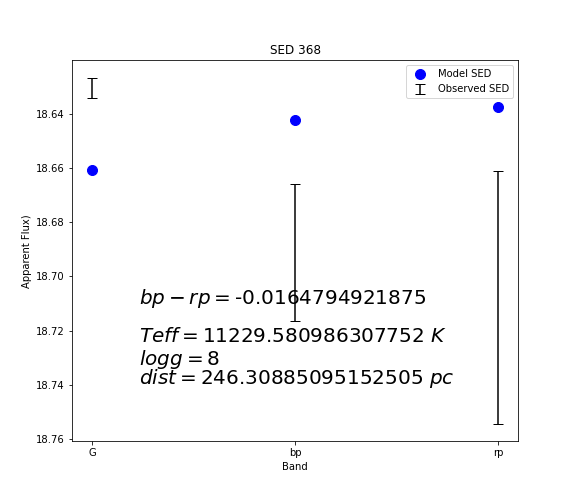 SED 368
Model SED
Observed SED
18.64
18.66
18.68
18.70
18.72
18.74
18.76
Apparent Flux)
bp − rp = -0.0164794921875
Teff = 11229.580986307752 K
logg = 8
dist = 246.30885095152505 pc
G bp rp
Band